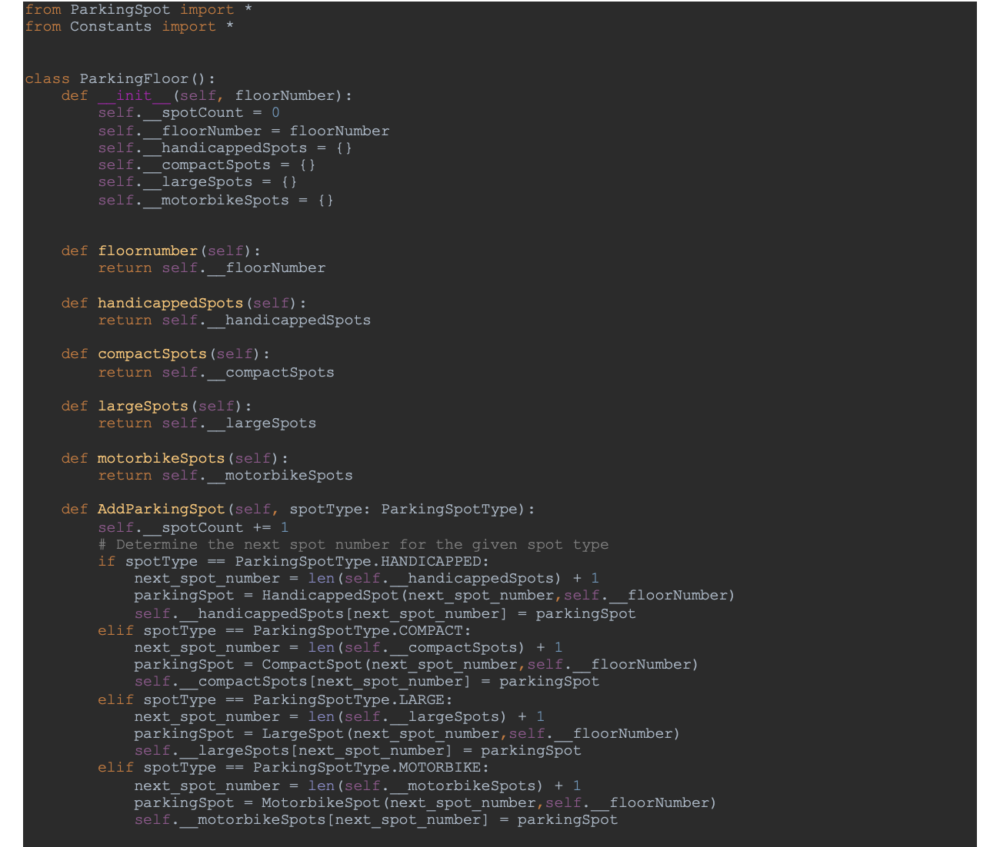 from ParkingSpot import *
from Constants import *
class ParkingFloor():
    def __init__(self, floorNumber):
        self.__spotCount = 0
        self.__floorNumber = floorNumber
        self.__handicappedSpots = {}
        self.__compactSpots = {}
        self.__largeSpots = {}
        self.__motorbikeSpots = {}
    def floornumber(self):
        return self.__floorNumber
    def handicappedSpots(self):
        return self.__handicappedSpots
    def compactSpots(self):
        return self.__compactSpots
    def largeSpots(self):
        return self.__largeSpots
    def motorbikeSpots(self):
        return self.__motorbikeSpots
    def AddParkingSpot(self, spotType: ParkingSpotType):
        self.__spotCount += 1
        # Determine the next spot number for the given spot type
        if spotType == ParkingSpotType.HANDICAPPED:
            next_spot_number = len(self.__handicappedSpots) + 1
            parkingSpot = HandicappedSpot(next_spot_number,self.__floorNumber)
            self.__handicappedSpots[next_spot_number] = parkingSpot
        elif spotType == ParkingSpotType.COMPACT:
            next_spot_number = len(self.__compactSpots) + 1
            parkingSpot = CompactSpot(next_spot_number,self.__floorNumber)
            self.__compactSpots[next_spot_number] = parkingSpot
        elif spotType == ParkingSpotType.LARGE:
            next_spot_number = len(self.__largeSpots) + 1
            parkingSpot = LargeSpot(next_spot_number,self.__floorNumber)
            self.__largeSpots[next_spot_number] = parkingSpot
        elif spotType == ParkingSpotType.MOTORBIKE:
            next_spot_number = len(self.__motorbikeSpots) + 1
            parkingSpot = MotorbikeSpot(next_spot_number,self.__floorNumber)
            self.__motorbikeSpots[next_spot_number] = parkingSpot